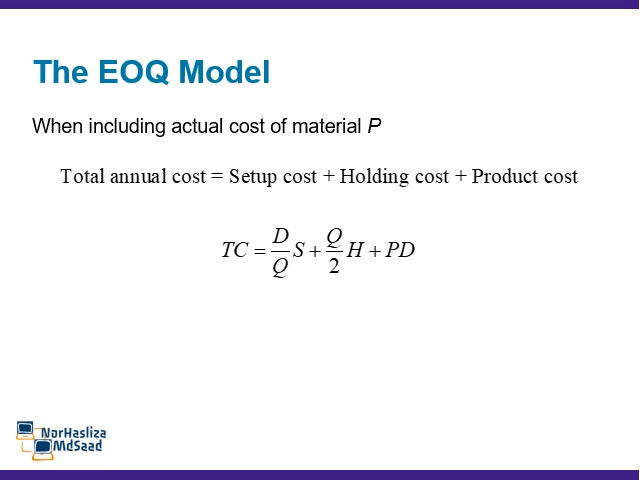 The EOQ Model
When including actual cost of material P
Total annual cost = Setup cost + Holding cost + Product cost
TC = D/Q S + Q/2 H + PD
NorHasliza
MdSaad